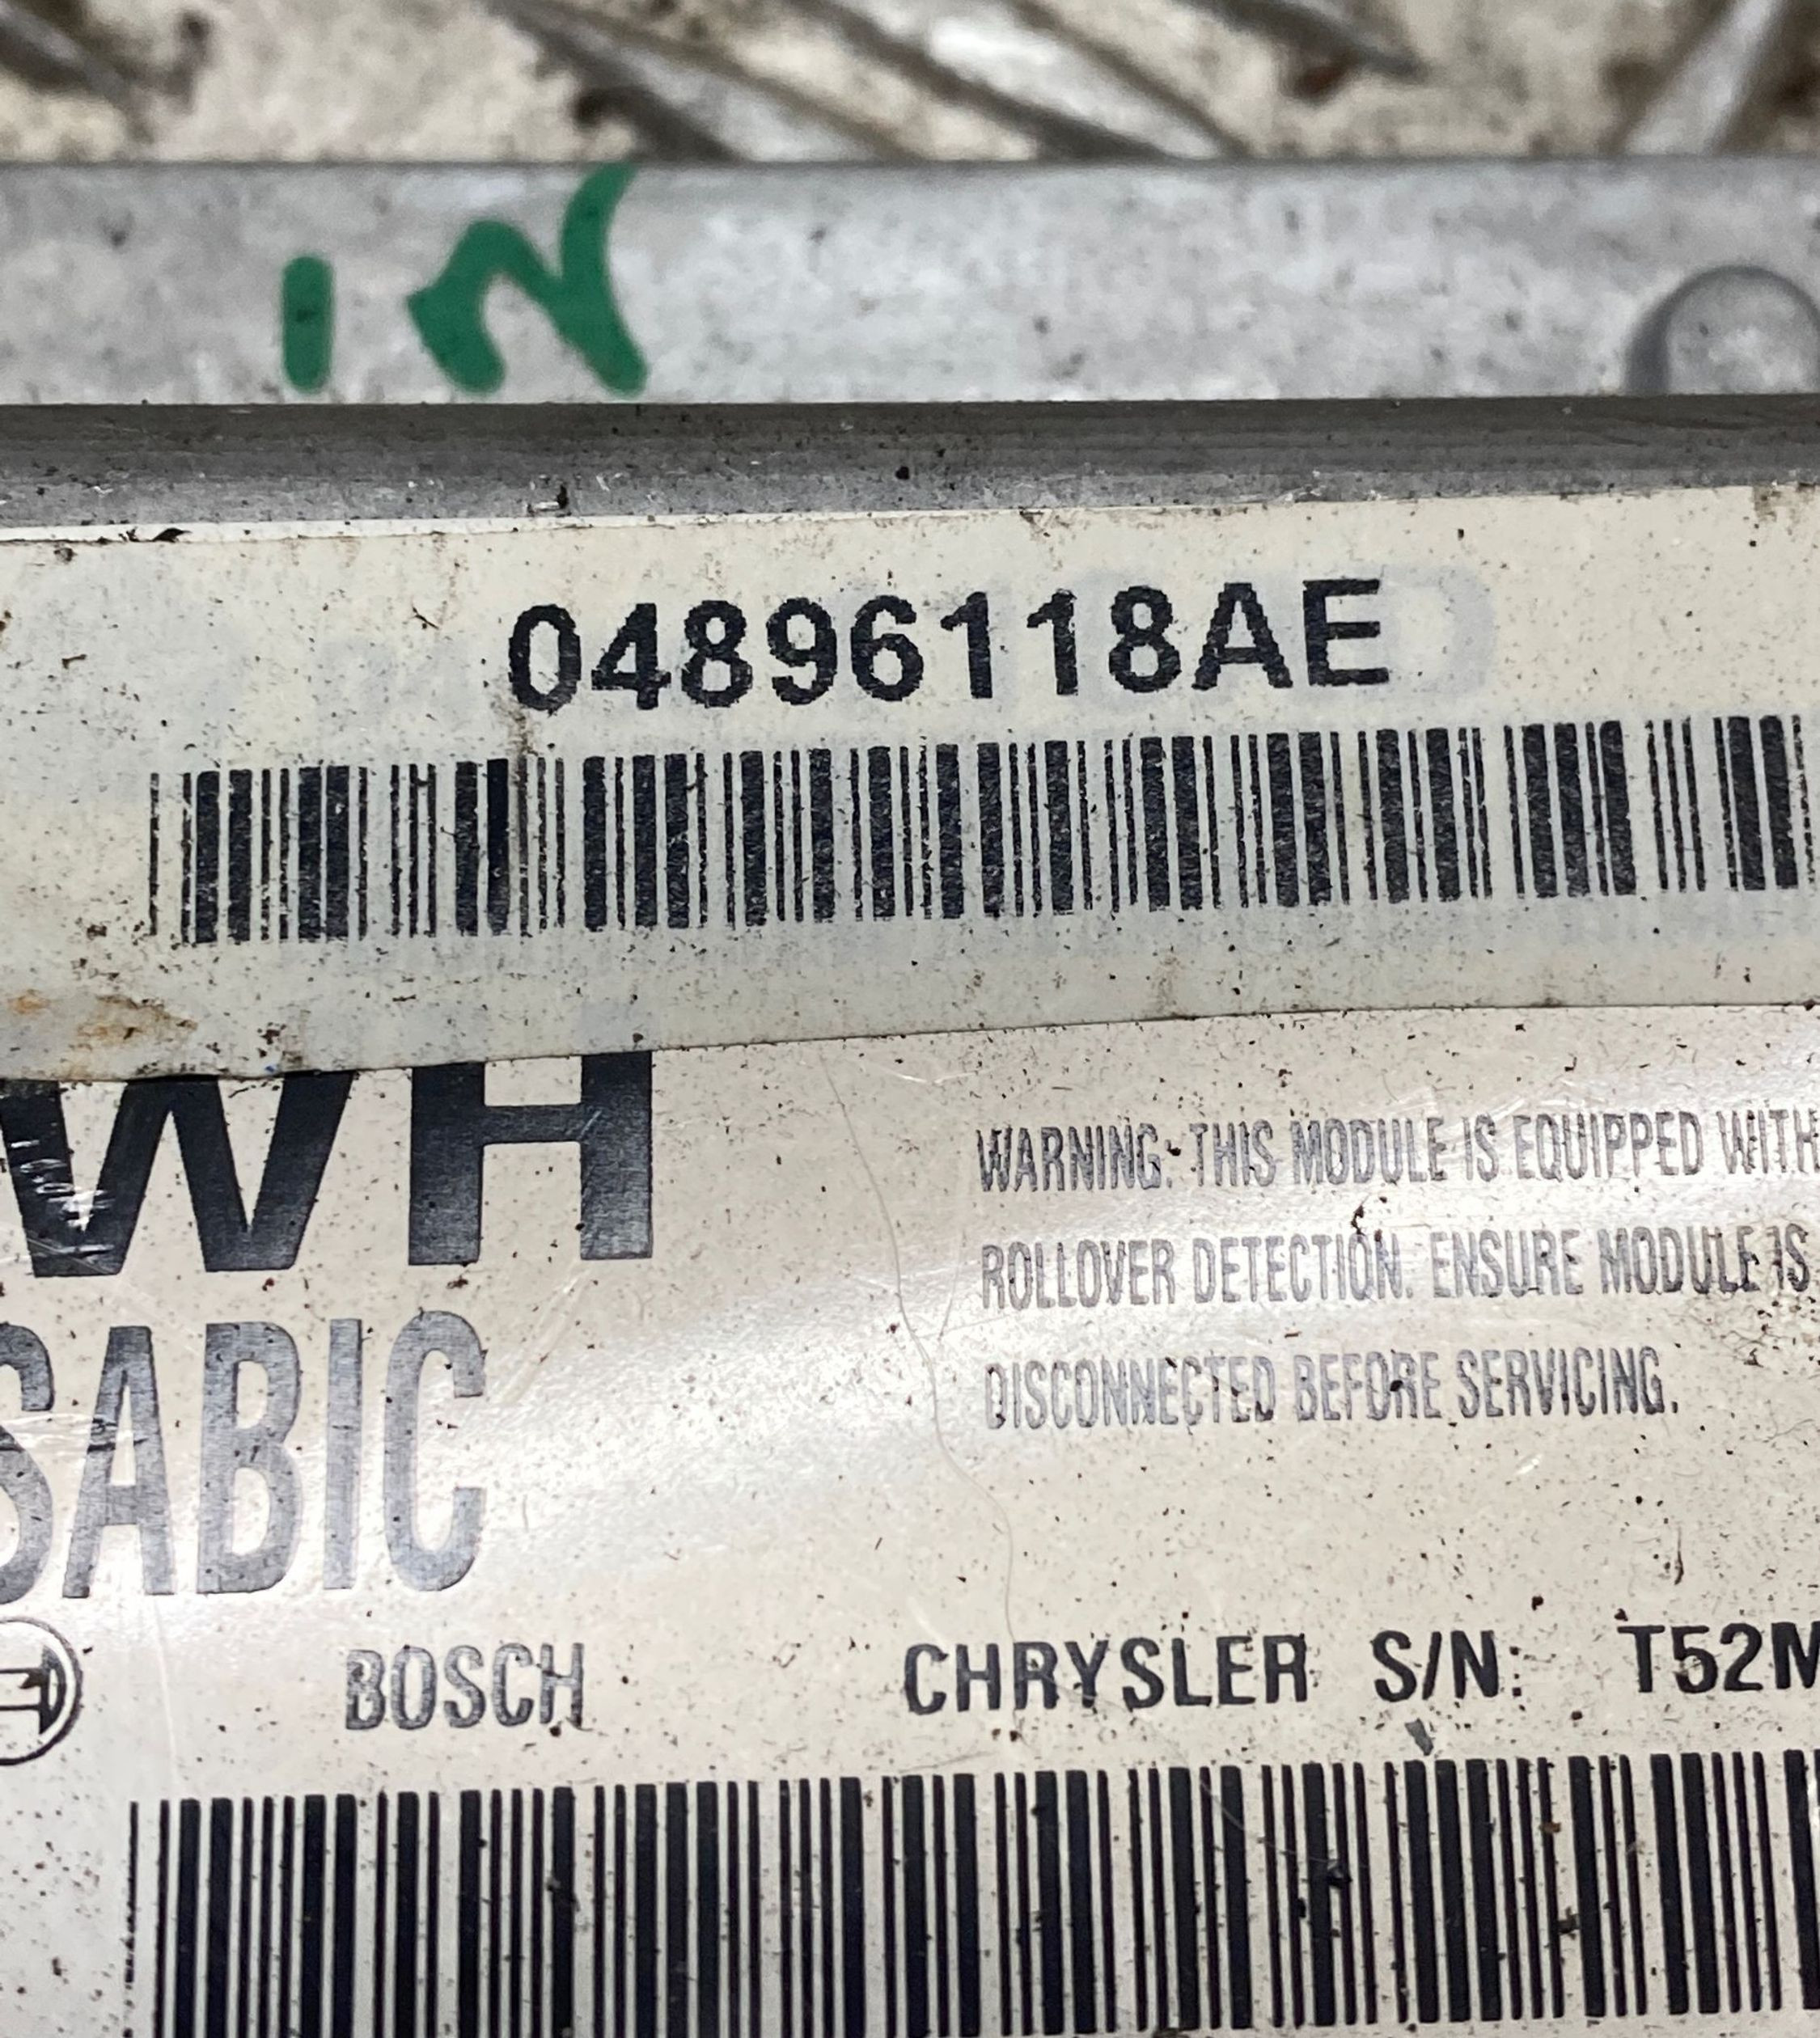 IN
04896118AE
WH
WARNING: THIS MODULE IS EQUIPPED WITH
ROLLOVER DETECTION. ENSURE MODULE IS
DISCONNECTED BEFORE SERVICING.
SABIC
BOSCH CHRYSLER S/N: T52M